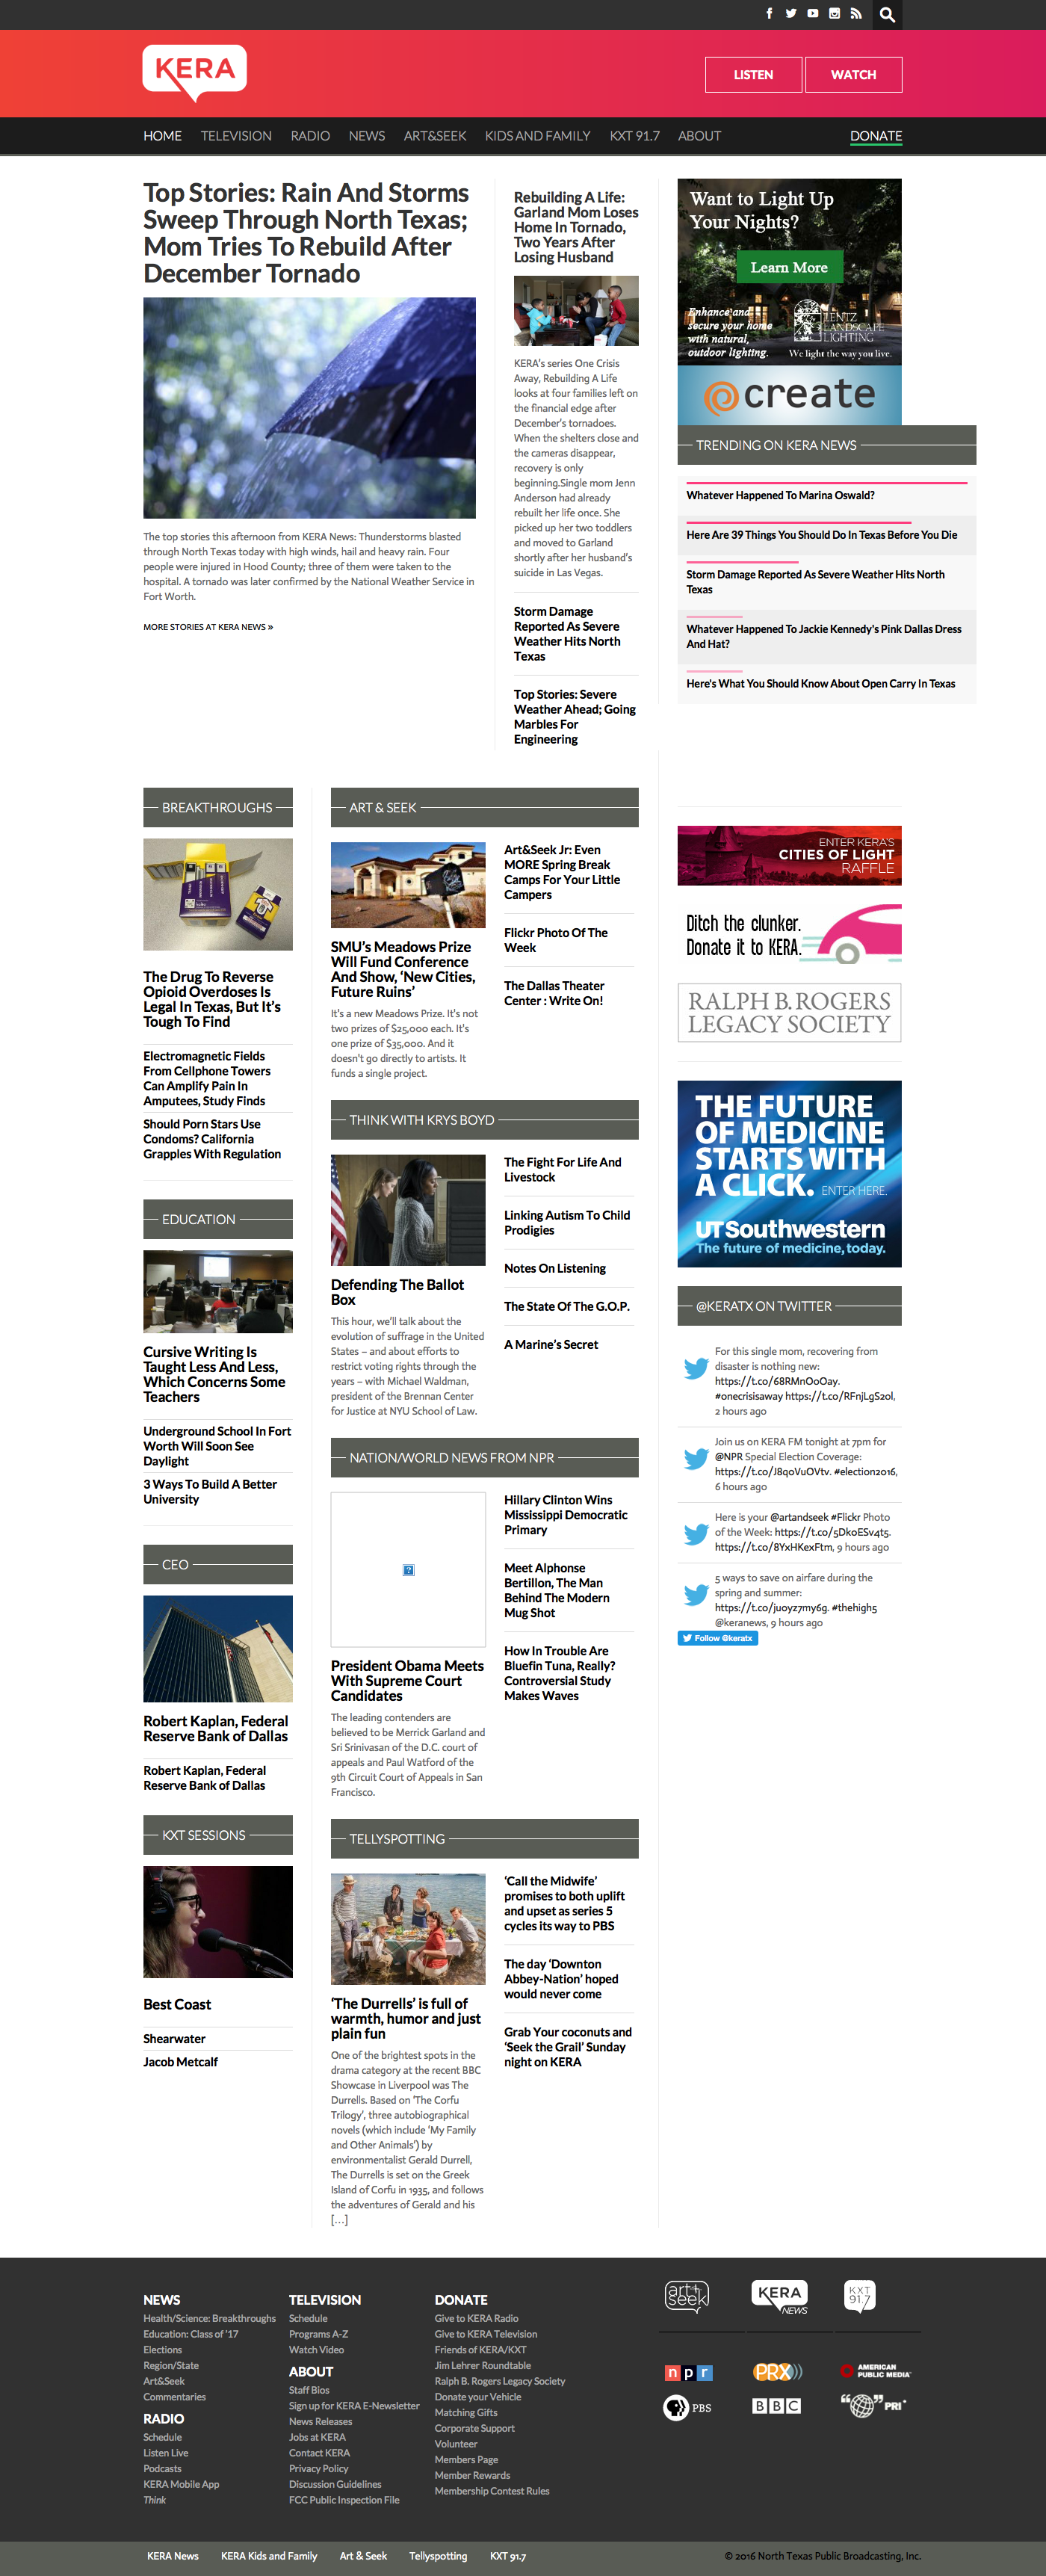 KERA
LISTEN
WATCH
HOME
TELEVISION
RADIO
NEWS
ART&SEEK
KIDS AND FAMILY
KXT 91.7
ABOUT
DONATE
Top Stories: Rain And Storms
Sweep Through North Texas;
Mom Tries To Rebuild After
December Tornado
The top stories this afternoon from KERA News: Thunderstorms blasted
through North Texas today with high winds, hail and heavy rain. Four
people were injured in Hood County; three of them were taken to the
hospital. A tornado was later confirmed by the National Weather Service in
Fort Worth.
MORE STORIES AT KERA NEWS »
Rebuilding A Life:
Garland Mom Loses
Home In Tornado,
Two Years After
Losing Husband
KERA's series One Crisis
Away, Rebuilding A Life
looks at four families left on
the financial edge after
December's tornadoes.
When the shelters close and
the cameras disappear,
recovery is only
beginning.Single mom Jenn
Anderson had already
rebuilt her life once. She
picked up her two toddlers
and moved to Garland
shortly after her husband's
suicide in Las Vegas.
Storm Damage
Reported As Severe
Weather Hits North
Texas
Top Stories: Severe
Weather Ahead; Going
Marbles For
Engineering
Want to Light Up
Your Nights?
Learn More
Enhance and
secure your home
with natural,
outdoor lighting.
LENTZ
LANDSCAPE
LIGHTING
We light the way you live.
create
TRENDING ON KERA NEWS
Whatever Happened To Marina Oswald?
Here Are 39 Things You Should Do In Texas Before You Die
Storm Damage Reported As Severe Weather Hits North
Texas
Whatever Happened To Jackie Kennedy's Pink Dallas Dress
And Hat?
Here's What You Should Know About Open Carry In Texas
BREAKTHROUGHS
The Drug To Reverse
Opioid Overdoses Is
Legal In Texas, But It's
Tough To Find
Electromagnetic Fields
From Cellphone Towers
Can Amplify Pain In
Amputees, Study Finds
Should Porn Stars Use
Condoms? California
Grapples With Regulation
EDUCATION
Cursive Writing Is
Taught Less And Less,
Which Concerns Some
Teachers
Underground School In Fort
Worth Will Soon See
Daylight
3 Ways To Build A Better
University
CEO
Robert Kaplan, Federal
Reserve Bank of Dallas
Robert Kaplan, Federal
Reserve Bank of Dallas
KXT SESSIONS
Best Coast
Shearwater
Jacob Metcalf
ART & SEEK
SMU's Meadows Prize
Will Fund Conference
And Show, 'New Cities,
Future Ruins'
It's a new Meadows Prize. It's not
two prizes of $25,000 each. It's
one prize of $35,000. And it
doesn't go directly to artists. It
funds a single project.
Art&Seek Jr: Even
MORE Spring Break
Camps For Your Little
Campers
Flickr Photo Of The
Week
The Dallas Theater
Center : Write On!
THINK WITH KRYS BOYD
Defending The Ballot
Box
This hour, we'll talk about the
evolution of suffrage in the United
States – and about efforts to
restrict voting rights through the
years – with Michael Waldman,
president of the Brennan Center
for Justice at NYU School of Law.
The Fight For Life And
Livestock
Linking Autism To Child
Prodigies
Notes On Listening
The State Of The G.O.P.
A Marine's Secret
NATION/WORLD NEWS FROM NPR
President Obama Meets
With Supreme Court
Candidates
The leading contenders are
believed to be Merrick Garland and
Sri Srinivasan of the D.C. court of
appeals and Paul Watford of the
9th Circuit Court of Appeals in San
Francisco.
Hillary Clinton Wins
Mississippi Democratic
Primary
Meet Alphonse
Bertillon, The Man
Behind The Modern
Mug Shot
How In Trouble Are
Bluefin Tuna, Really?
Controversial Study
Makes Waves
TELLYSPOTTING
'The Durrells' is full of
warmth, humor and just
plain fun
One of the brightest spots in the
drama category at the recent BBC
Showcase in Liverpool was The
Durrells. Based on 'The Corfu
Trilogy', three autobiographical
novels (which include 'My Family
and Other Animals') by
environmentalist Gerald Durrell,
The Durrells is set on the Greek
Island of Corfu in 1935, and follows
the adventures of Gerald and his
[…]
'Call the Midwife'
promises to both uplift
and upset as series 5
cycles its way to PBS
The day 'Downton
Abbey-Nation' hoped
would never come
Grab Your coconuts and
'Seek the Grail' Sunday
night on KERA
ENTER KERA'S
CITIES OF LIGHT
RAFFLE
Ditch the clunker.
Donate it to KERA.
RALPH B. ROGERS
LEGACY SOCIETY
THE FUTURE
OF MEDICINE
STARTS WITH
A CLICK. ENTER HERE.
UTSouthwestern
The future of medicine, today.
@KERATX ON TWITTER
For this single mom, recovering from
disaster is nothing new:
https://t.co/68RMnOoOay.
#onecrisisaway https://t.co/RFnjLgS2ol,
2 hours ago
Join us on KERA FM tonight at 7pm for
@NPR Special Election Coverage:
https://t.co/J8qoVuOVtv. #election2016,
6 hours ago
Here is your @artandseek #Flickr Photo
of the Week: https://t.co/5DkoESv4t5.
https://t.co/8YxHKexFtm, 9 hours ago
5 ways to save on airfare during the
spring and summer:
https://t.co/juoyz7my6g. #thehigh5
@keranews, 9 hours ago
Follow @keratx
NEWS
Health/Science: Breakthroughs
Education: Class of '17
Elections
Region/State
Art&Seek
Commentaries
RADIO
Schedule
Listen Live
Podcasts
KERA Mobile App
Think
TELEVISION
Schedule
Programs A-Z
Watch Video
ABOUT
Staff Bios
Sign up for KERA E-Newsletter
News Releases
Jobs at KERA
Contact KERA
Privacy Policy
Discussion Guidelines
FCC Public Inspection File
DONATE
Give to KERA Radio
Give to KERA Television
Friends of KERA/KXT
Jim Lehrer Roundtable
Ralph B. Rogers Legacy Society
Donate your Vehicle
Matching Gifts
Corporate Support
Volunteer
Members Page
Member Rewards
Membership Contest Rules
art+
seek
KERA
NEWS
KXT
91.7
npr
PRX
AMERICAN
PUBLIC MEDIA
PBS
BBC
PRI
KERA News
KERA Kids and Family
Art & Seek
Tellyspotting
KXT 91.7
© 2016 North Texas Public Broadcasting, Inc.